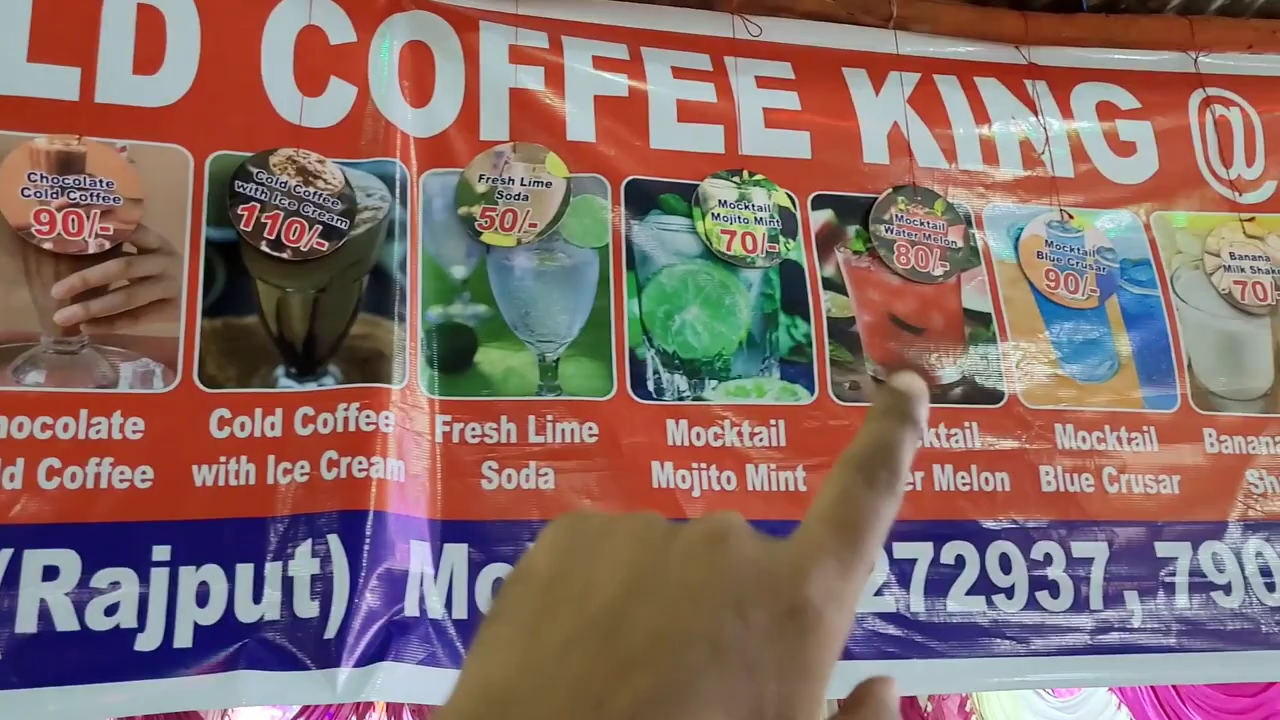 LD COFFEE KING @
Chocolate
Cold Coffee
90/-
Cold Coffee
with Ice Cream
110/-
Fresh Lime
Soda
50/-
Mocktail
Mojito Mint
70/-
Mocktail
Water Melon
80/-
Mocktail
Blue Crusar
90/-
Banana
Milk Shake
70/
hocolate
ld Coffee
Cold Coffee
with Ice Cream
Fresh Lime
Soda
Mocktail
Mojito Mint
ktail
er Melon
Mocktail
Blue Crusar
Banana
Sh
(Rajput) Mo 272937, 790